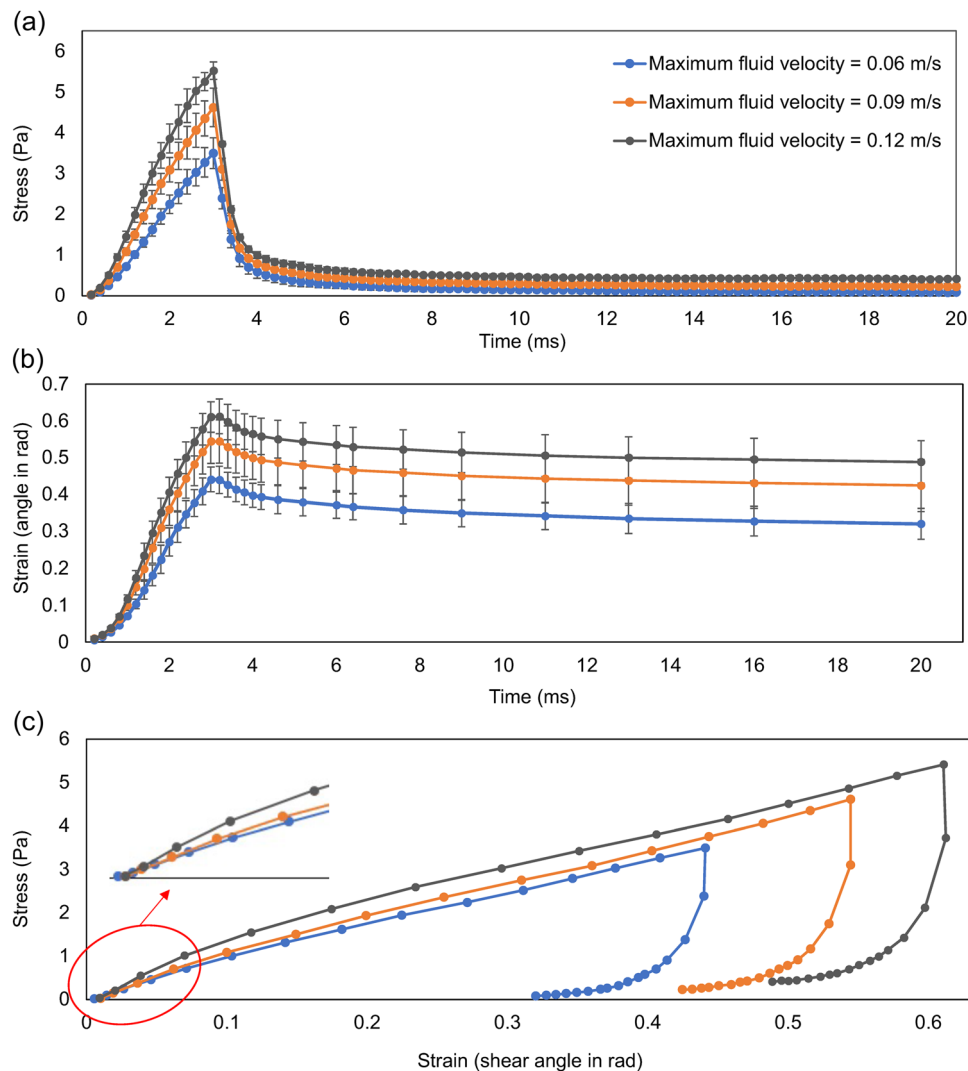 (a)
6
5
4
3
2
1
0
Stress (Pa)
Maximum fluid velocity = 0.06 m/s
Maximum fluid velocity = 0.09 m/s
Maximum fluid velocity = 0.12 m/s
0 2 4 6 8 10 12 14 16 18 20
Time (ms)
(b)
0.7
0.6
0.5
0.4
0.3
0.2
0.1
0
Strain (angle in rad)
0 2 4 6 8 10 12 14 16 18 20
Time (ms)
(c)
6
5
4
3
2
1
0
Stress (Pa)
0 0.1 0.2 0.3 0.4 0.5 0.6
Strain (shear angle in rad)